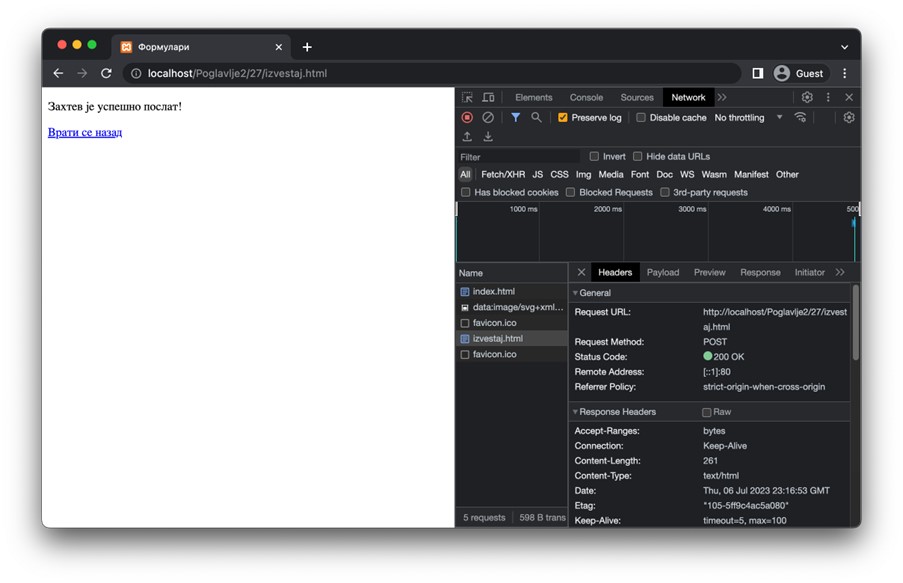 Формулари
localhost/Poglavlje2/27/izvestaj.html
Guest
Захтев је успешно послат!
Врати се назад
Elements Console Sources Network
Preserve log Disable cache No throttling
Filter Invert Hide data URLs
All Fetch/XHR JS CSS Img Media Font Doc WS Wasm Manifest Other
Has blocked cookies Blocked Requests 3rd-party requests
1000 ms 2000 ms 3000 ms 4000 ms 500
Name
index.html
data:image/svg+xml...
favicon.ico
izvestaj.html
favicon.ico
5 requests 598 B trans
Headers Payload Preview Response Initiator
General
Request URL: http://localhost/Poglavlje2/27/izvest
aj.html
Request Method: POST
Status Code: 200 OK
Remote Address: [::1]:80
Referrer Policy: strict-origin-when-cross-origin
Response Headers Raw
Accept-Ranges: bytes
Connection: Keep-Alive
Content-Length: 261
Content-Type: text/html
Date: Thu, 06 Jul 2023 23:16:53 GMT
Etag: "105-5ff9c4ac5a080"
Keep-Alive: timeout=5, max=100